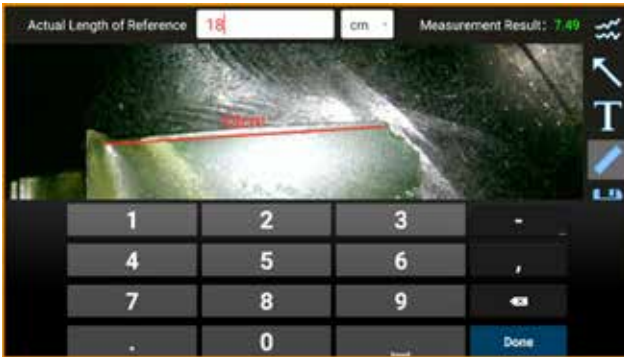 Actual Length of Reference 18 cm Measurement Result: 7.49
T
1 2 3 -
4 5 6 ,
7 8 9
. 0 Done